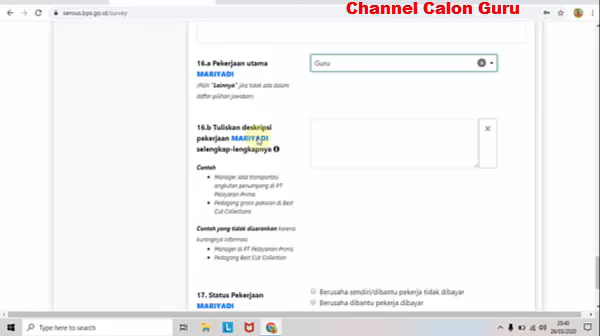 Channel Calon Guru
sensus.bps.go.id/survey
16.a Pekerjaan utama
MARIYADI
(Pilih "Lainnya" jika tidak ada dalam
daftar pilihan jawaban)
Guru
16.b Tuliskan deskripsi
pekerjaan MARIYADI
selengkap-lengkapnya
Contoh
Manager Jasa transportasi
angkutan penumpang di PT
Pelayaran Prima
Pedagang grosir pakaian di Best
Cut Collections
Contoh yang tidak disarankan karena
kurangnya informasi
Manager di PT Pelayaran Prima
Pedagang Best Cut Collection
17. Status Pekerjaan
MARIYADI
Berusaha sendiri/dibantu pekerja tidak dibayar
Berusaha dibantu pekerja dibayar
Type here to search
20:40
26/03/2020